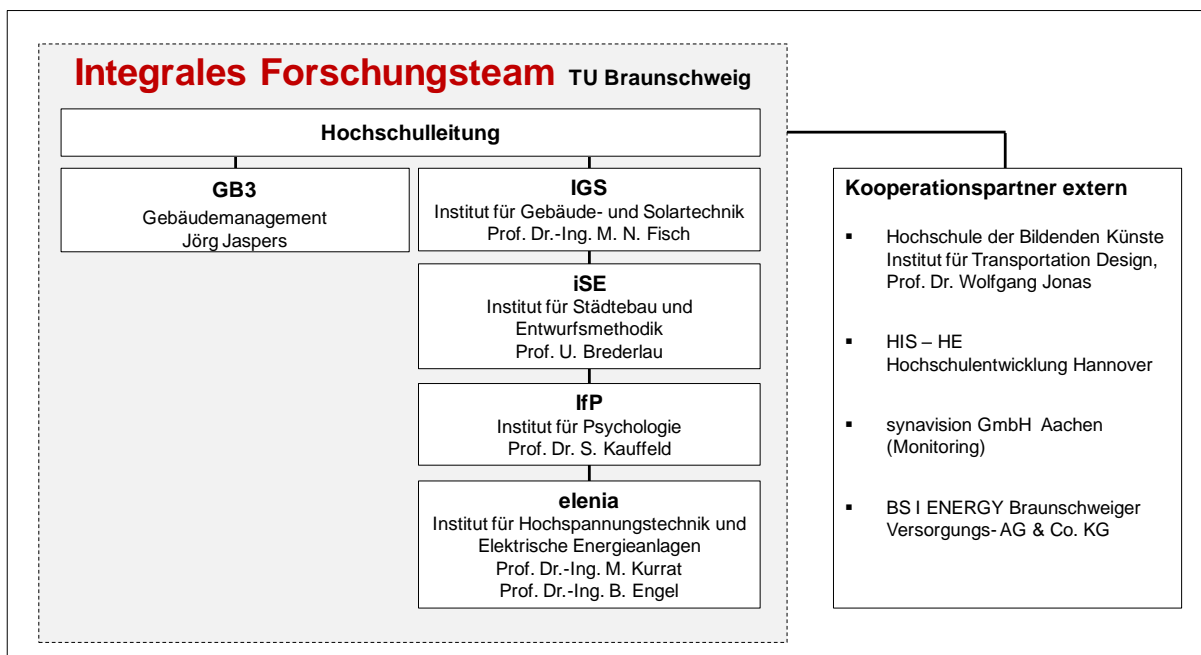 Integrales Forschungsteam TU Braunschweig
Hochschulleitung
GB3
Gebäudemanagement
Jörg Jaspers
IGS
Institut für Gebäude- und Solartechnik
Prof. Dr.-Ing. M. N. Fisch
iSE
Institut für Städtebau und
Entwurfsmethodik
Prof. U. Brederlau
IfP
Institut für Psychologie
Prof. Dr. S. Kauffeld
elenia
Institut für Hochspannungstechnik und
Elektrische Energieanlagen
Prof. Dr.-Ing. M. Kurrat
Prof. Dr.-Ing. B. Engel
Kooperationspartner extern
▪ Hochschule der Bildenden Künste
Institut für Transportation Design,
Prof. Dr. Wolfgang Jonas
▪ HIS – HE
Hochschulentwicklung Hannover
▪ synavision GmbH Aachen
(Monitoring)
▪ BS I ENERGY Braunschweiger
Versorgungs- AG & Co. KG